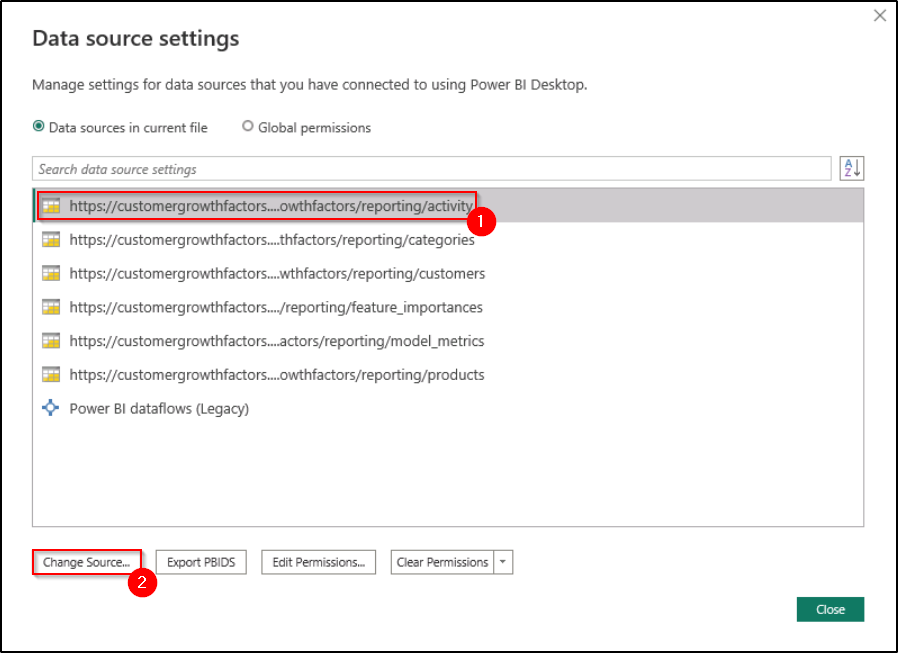 Data source settings
Manage settings for data sources that you have connected to using Power BI Desktop.
Data sources in current file Global permissions
Search data source settings
A
Z
https://customergrowthfactors....owthfactors/reporting/activity
1
https://customergrowthfactors....thfactors/reporting/categories
https://customergrowthfactors....wthfactors/reporting/customers
https://customergrowthfactors..../reporting/feature_importances
https://customergrowthfactors....actors/reporting/model_metrics
https://customergrowthfactors....owthfactors/reporting/products
Power BI dataflows (Legacy)
Change Source... Export PBIDS Edit Permissions... Clear Permissions
2
Close